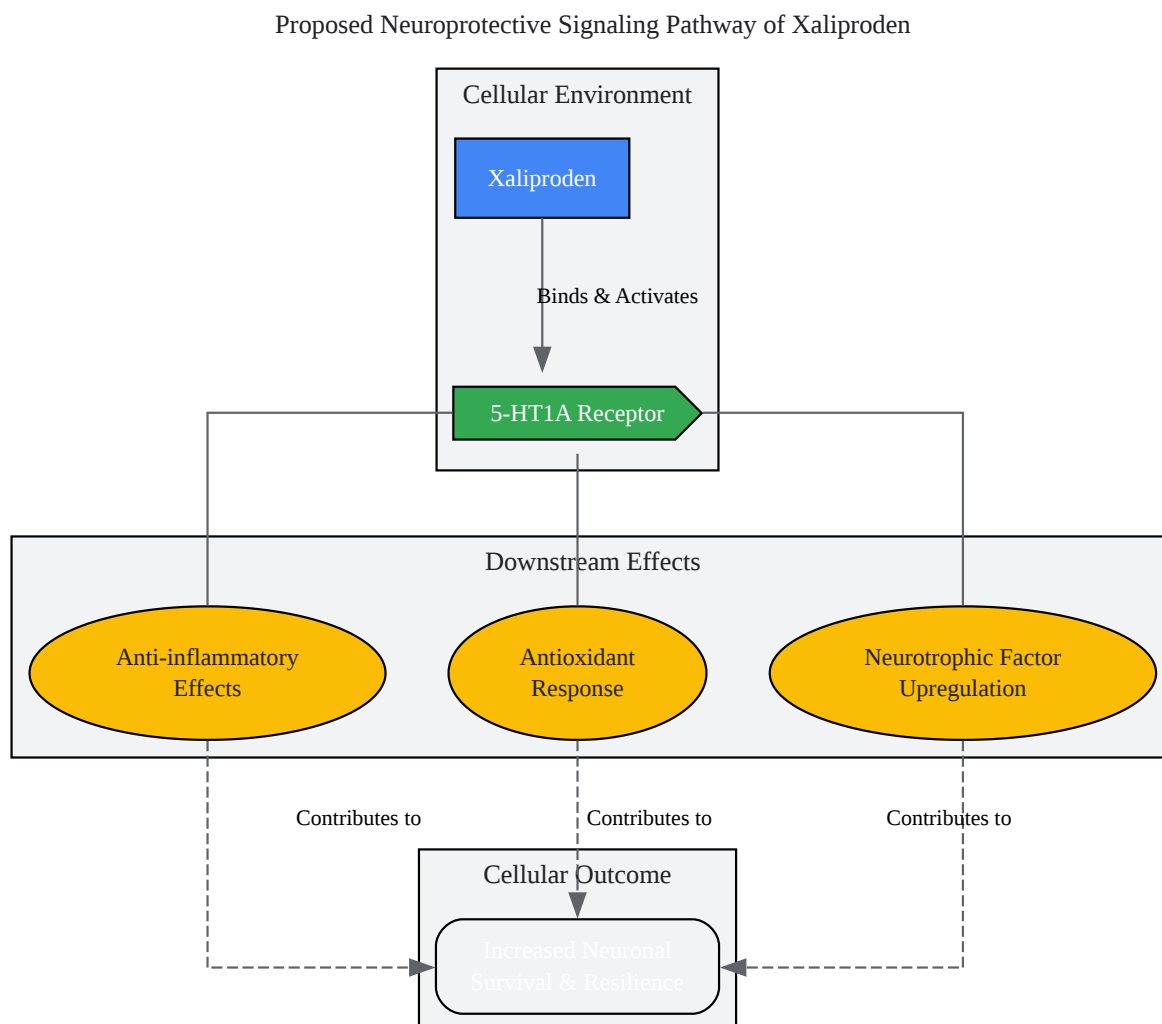 Proposed Neuroprotective Signaling Pathway of Xaliproden
Cellular Environment
Xaliproden
Binds & Activates
5-HT1A Receptor
Downstream Effects
Anti-inflammatory
Effects
Antioxidant
Response
Neurotrophic Factor
Upregulation
Contributes to
Contributes to
Contributes to
Cellular Outcome
Increased Neuronal
Survival & Resilience